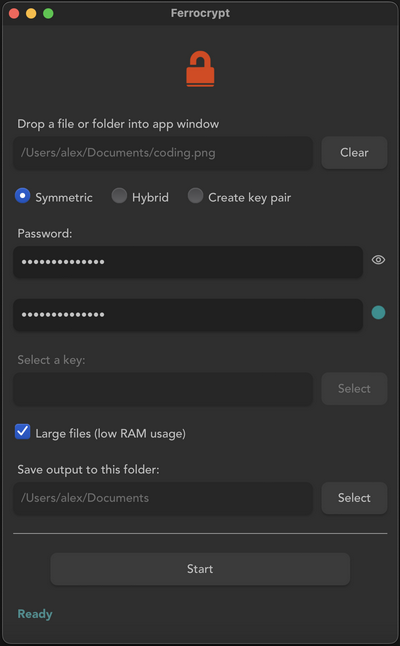 Ferrocrypt
Drop a file or folder into app window
/Users/alex/Documents/coding.png
Clear
Symmetric
Hybrid
Create key pair
Password:
••••••••••••••
••••••••••••••
Select a key:
Select
Large files (low RAM usage)
Save output to this folder:
/Users/alex/Documents
Select
Start
Ready